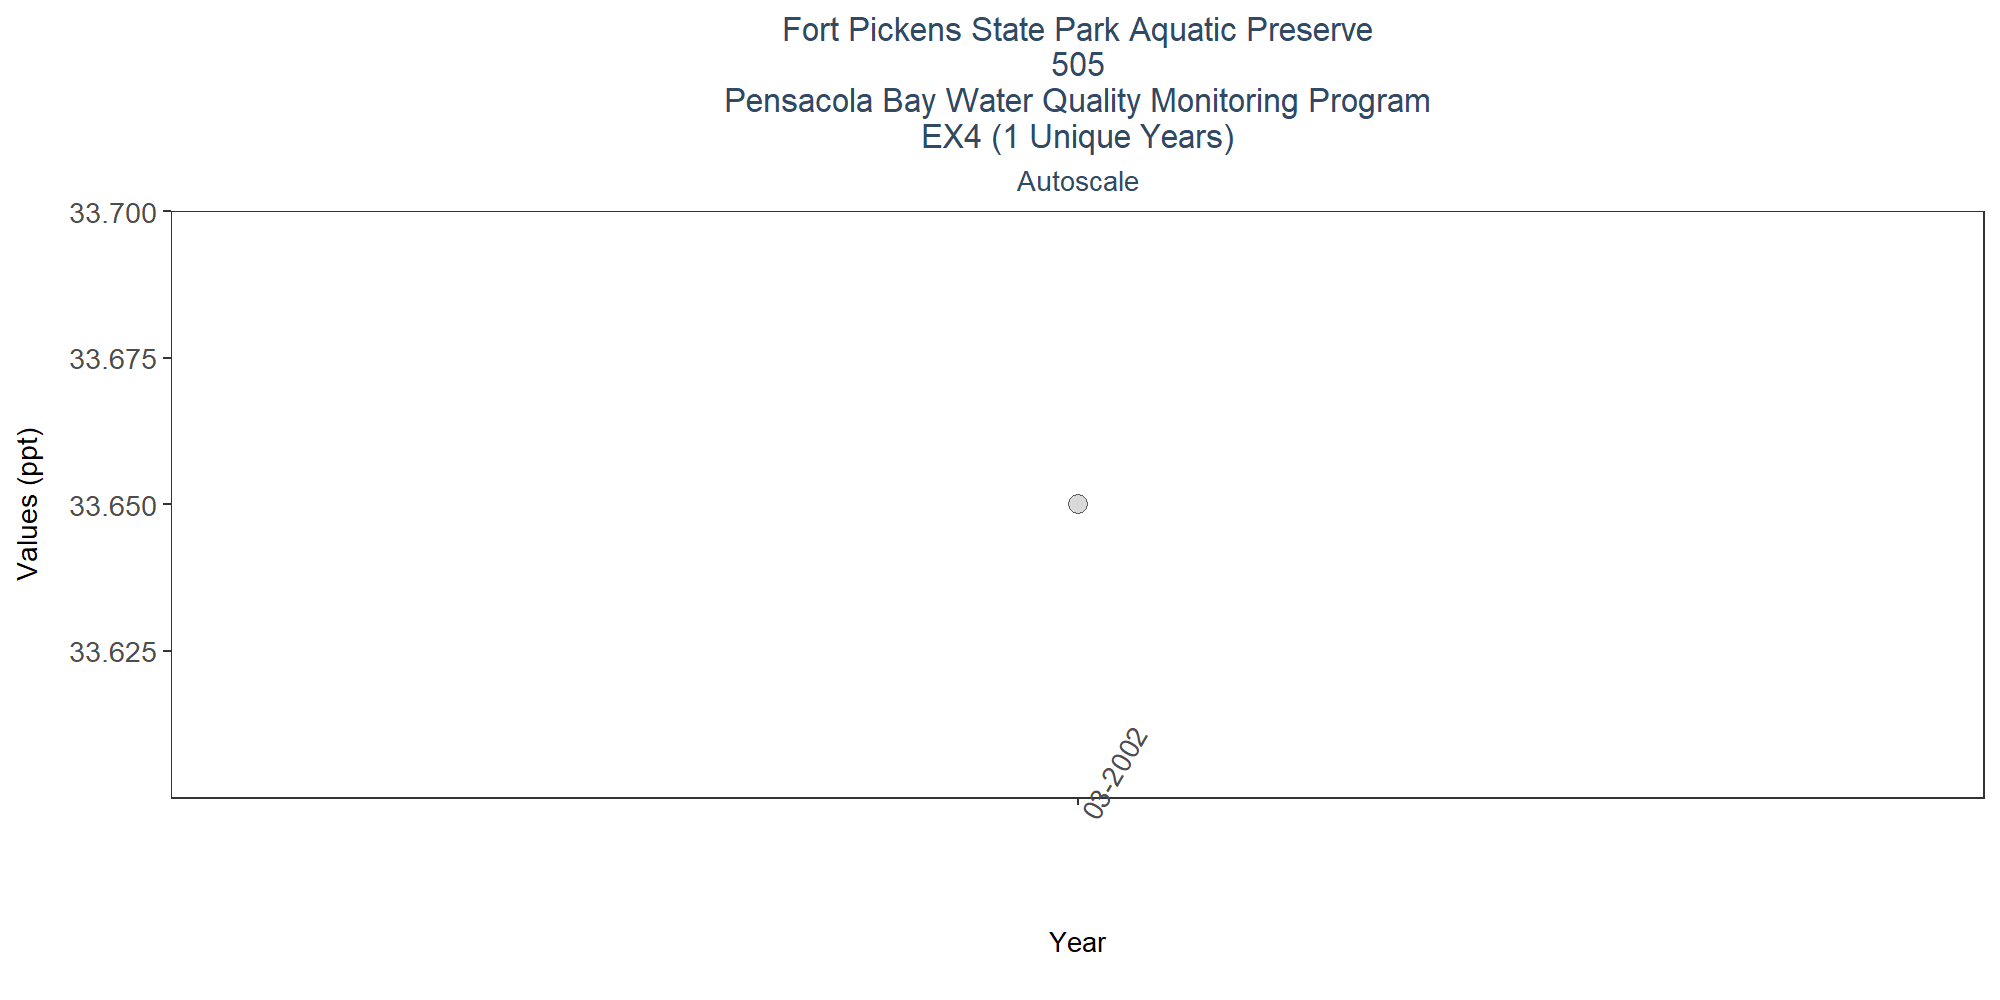 Fort Pickens State Park Aquatic Preserve
505
Pensacola Bay Water Quality Monitoring Program
EX4 (1 Unique Years)
Autoscale
33.700
33.675
33.650
33.625
Values (ppt)
03-2002
Year